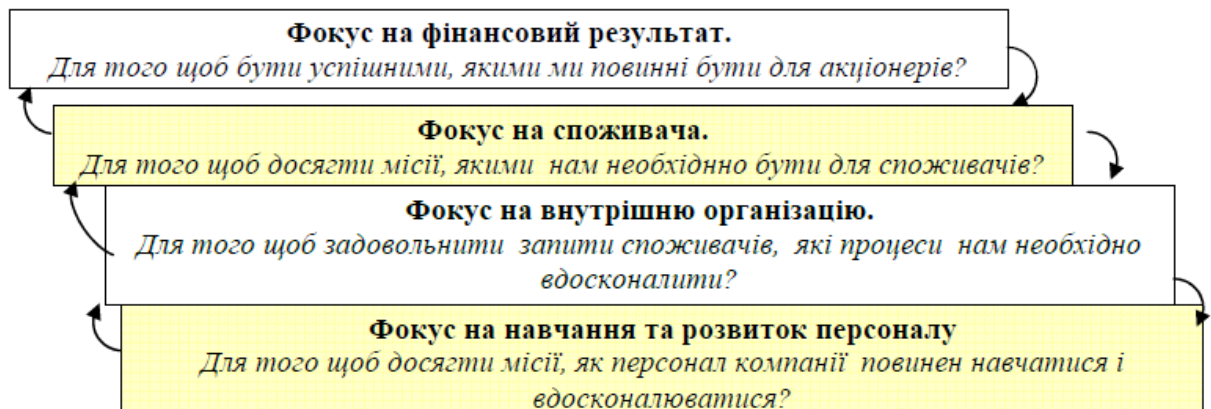 Фокус на фінансовий результат.
Для того щоб бути успішними, якими ми повинні бути для акціонерів?
Фокус на споживача.
Для того щоб досягти місії, якими нам необхіднно бути для споживачів?
Фокус на внутрішню організацію.
Для того щоб задовольнити запити споживачів, які процеси нам необхідно
вдосконалити?
Фокус на навчання та розвиток персоналу
Для того щоб досягти місії, як персонал компанії повинен навчатися і
вдосконалюватися?